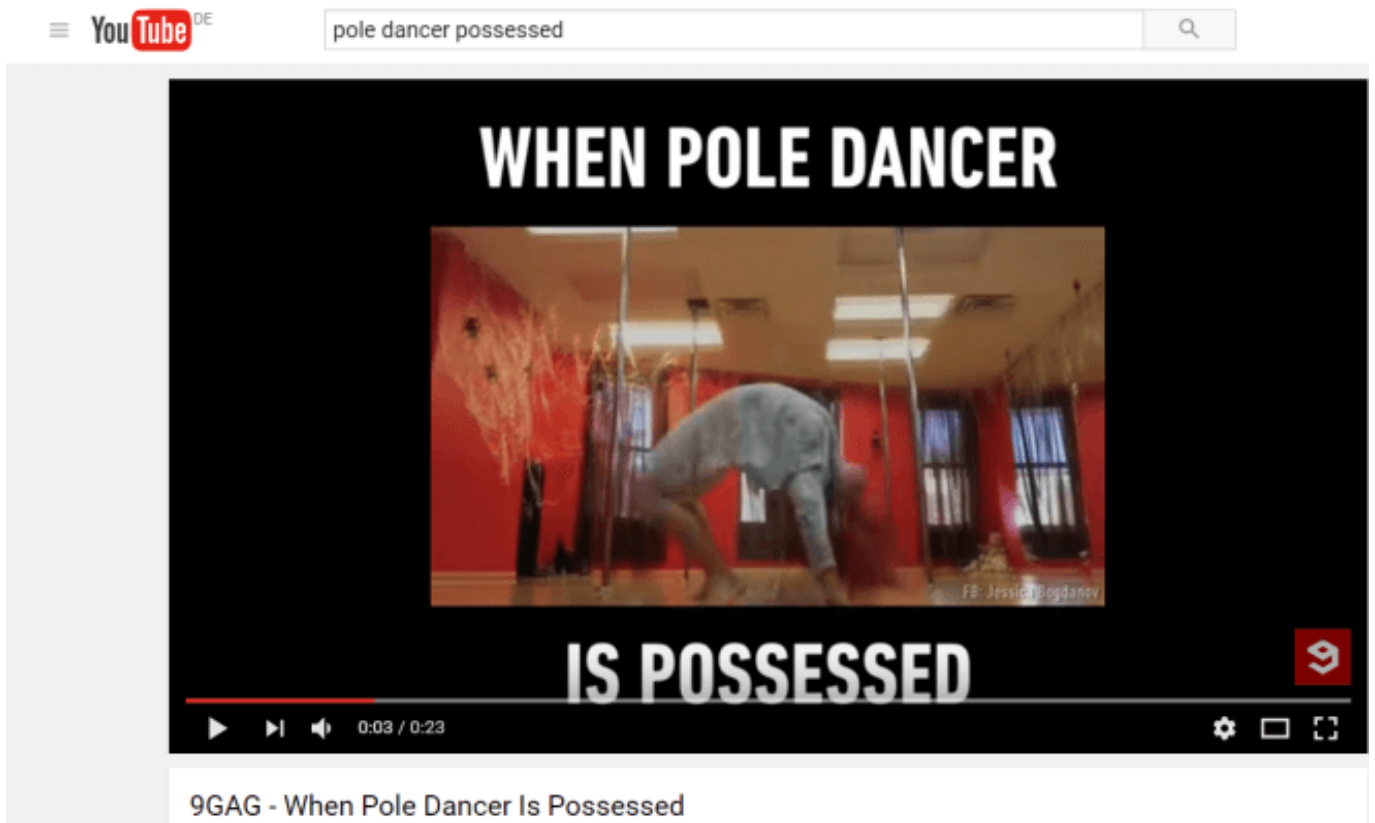 YouTube DE
pole dancer possessed
WHEN POLE DANCER
FB: Jessica Bogdanov
IS POSSESSED
9
0:03 / 0:23
9GAG - When Pole Dancer Is Possessed